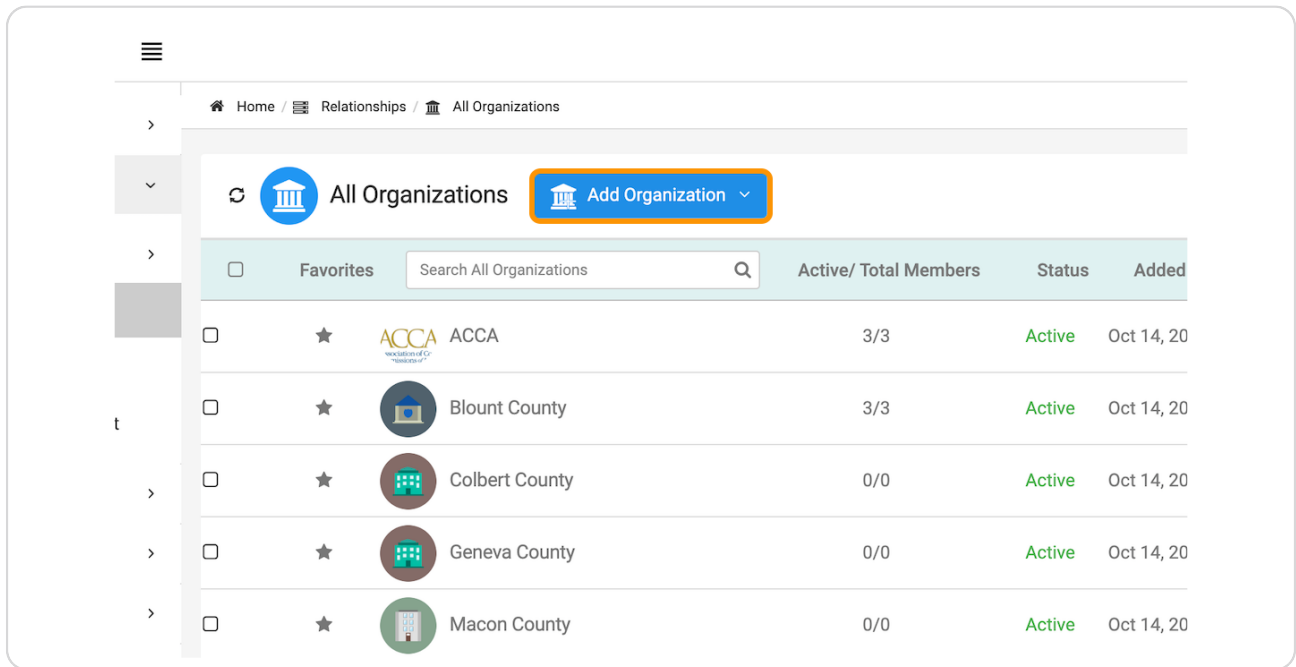 Home / Relationships / All Organizations
All Organizations Add Organization
Favorites Search All Organizations Active/ Total Members Status Added
ACCA ACCA 3/3 Active Oct 14, 20
Blount County 3/3 Active Oct 14, 20
Colbert County 0/0 Active Oct 14, 20
t
Geneva County 0/0 Active Oct 14, 20
Macon County 0/0 Active Oct 14, 20